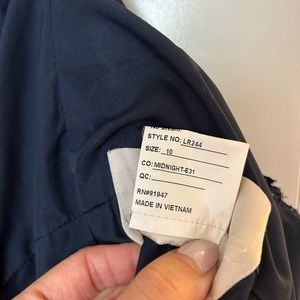 STYLE NO: LR244
SIZE: 10
CO: MIDNIGHT-E31
QC:
RN#91947
MADE IN VIETNAM